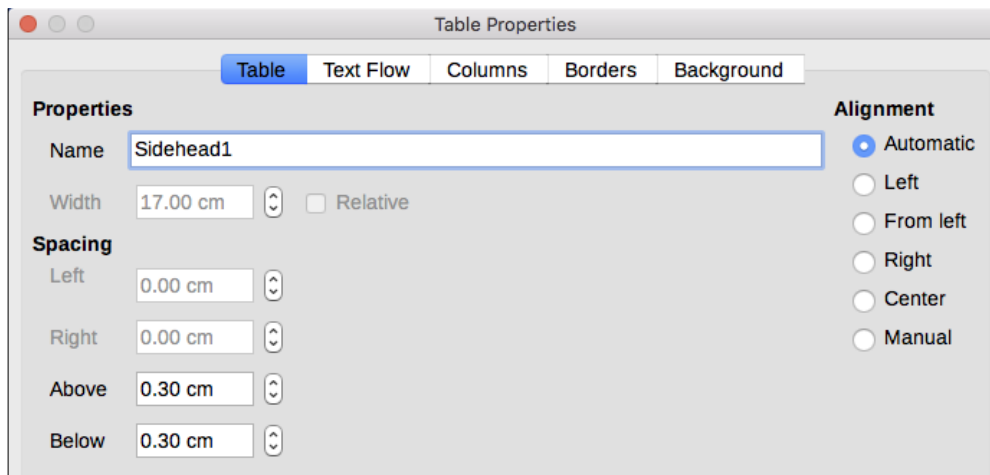 Table Properties
Table Text Flow Columns Borders Background
Properties
Name Sidehead1
Width 17.00 cm Relative
Spacing
Left 0.00 cm
Right 0.00 cm
Above 0.30 cm
Below 0.30 cm
Alignment
Automatic
Left
From left
Right
Center
Manual